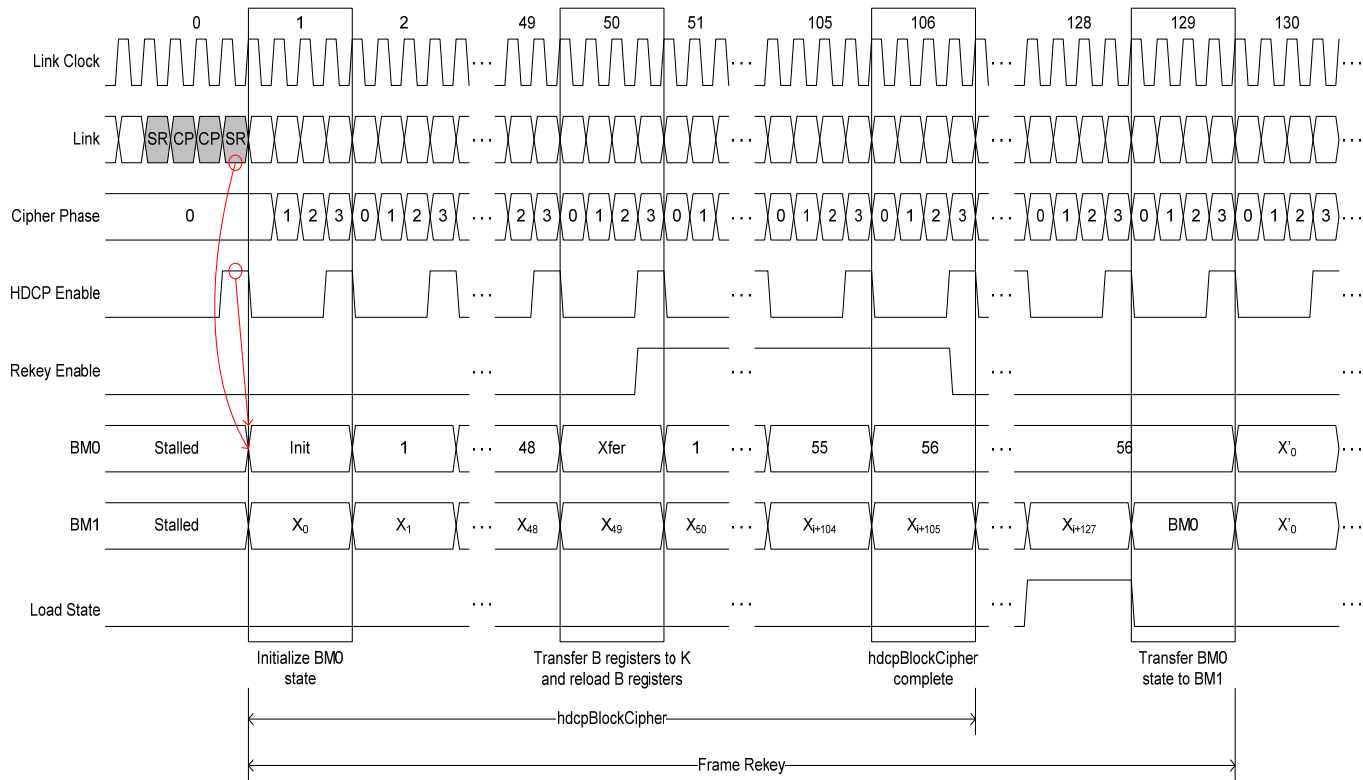 0 1 2 49 50 51 105 106 128 129 130
Link Clock ··· ··· ··· ···
Link SR CP CP SR ··· ··· ··· ···
Cipher Phase 0 1 2 3 0 1 2 3 ··· 2 3 0 1 2 3 0 1 ··· 0 1 2 3 0 1 2 3 ··· 0 1 2 3 0 1 2 3 0 1 2 3 ···
HDCP Enable ··· ··· ··· ···
Rekey Enable ··· ··· ··· ···
BM0 Stalled Init 1 ··· 48 Xfer 1 ··· 55 56 ··· 56 X'₀ ···
BM1 Stalled X₀ X₁ ··· X₄₈ X₄₉ X₅₀ ··· Xᵢ₊₁₀₄ Xᵢ₊₁₀₅ ··· Xᵢ₊₁₂₇ BM0 X'₀ ···
Load State ··· ··· ··· ···
Initialize BM0 Transfer B registers to K hdcpBlockCipher Transfer BM0
state and reload B registers complete state to BM1
hdcpBlockCipher
Frame Rekey